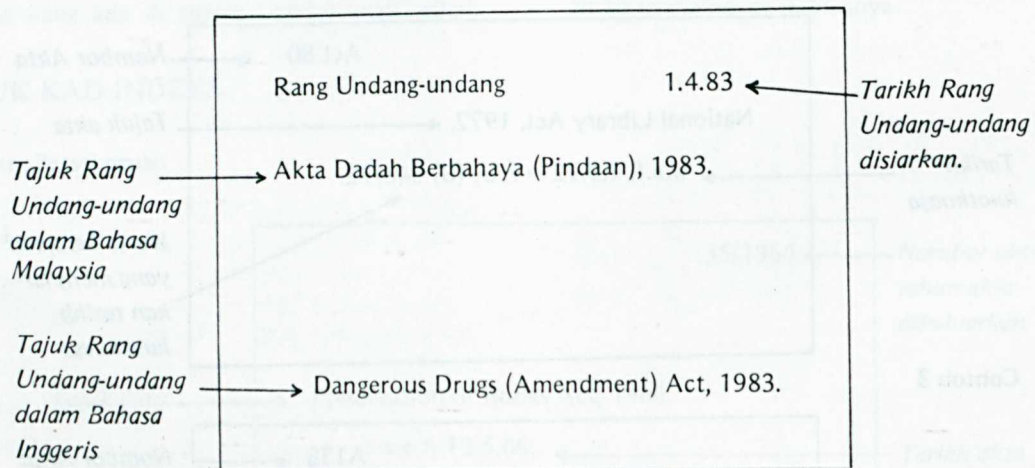 Rang Undang-undang 1.4.83
Tarikh Rang
Undang-undang
disiarkan.
Tajuk Rang
Undang-undang
dalam Bahasa
Malaysia
Akta Dadah Berbahaya (Pindaan), 1983.
Tajuk Rang
Undang-undang
dalam Bahasa
Inggeris
Dangerous Drugs (Amendment) Act, 1983.